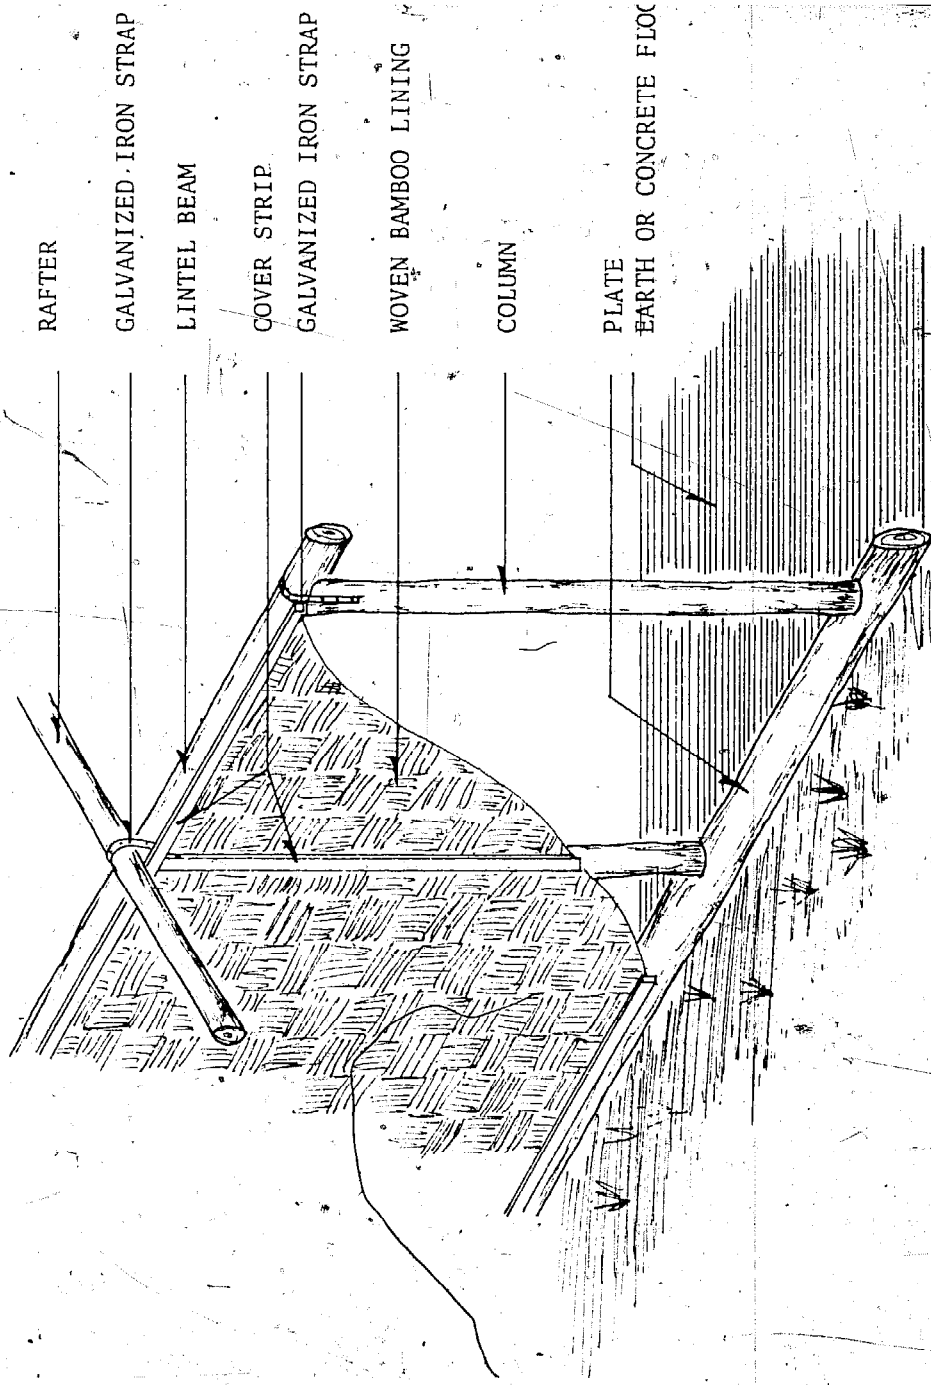 RAFTER
GALVANIZED IRON STRAP
LINTEL BEAM
COVER STRIP
GALVANIZED IRON STRAP
WOVEN BAMBOO LINING
COLUMN
PLATE
EARTH OR CONCRETE FLOO